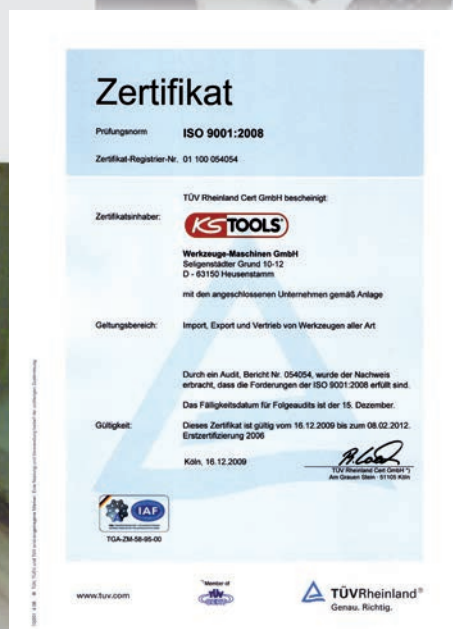 Zertifikat
Prüfungsnorm ISO 9001:2008
Zertifikat-Registrier-Nr. 01 100 054054
TÜV Rheinland Cert GmbH bescheinigt:
Zertifikatsinhaber:
KS TOOLS
Werkzeuge-Maschinen GmbH
Seligenstädter Grund 10-12
D - 63150 Heusenstamm
mit den angeschlossenen Unternehmen gemäß Anlage
Geltungsbereich: Import, Export und Vertrieb von Werkzeugen aller Art
Durch ein Audit, Bericht Nr. 054054, wurde der Nachweis
erbracht, dass die Forderungen der ISO 9001:2008 erfüllt sind.
Das Fälligkeitsdatum für Folgeaudits ist der 15. Dezember.
Gültigkeit: Dieses Zertifikat ist gültig vom 16.12.2009 bis zum 08.02.2012.
Erstzertifizierung 2006
Köln, 16.12.2009
TÜV Rheinland Cert GmbH
Am Grauen Stein · 51105 Köln
IAF
TGA-ZM-58-95-00
www.tuv.com
Member of
TÜV
CERT
TÜVRheinland®
Genau. Richtig.